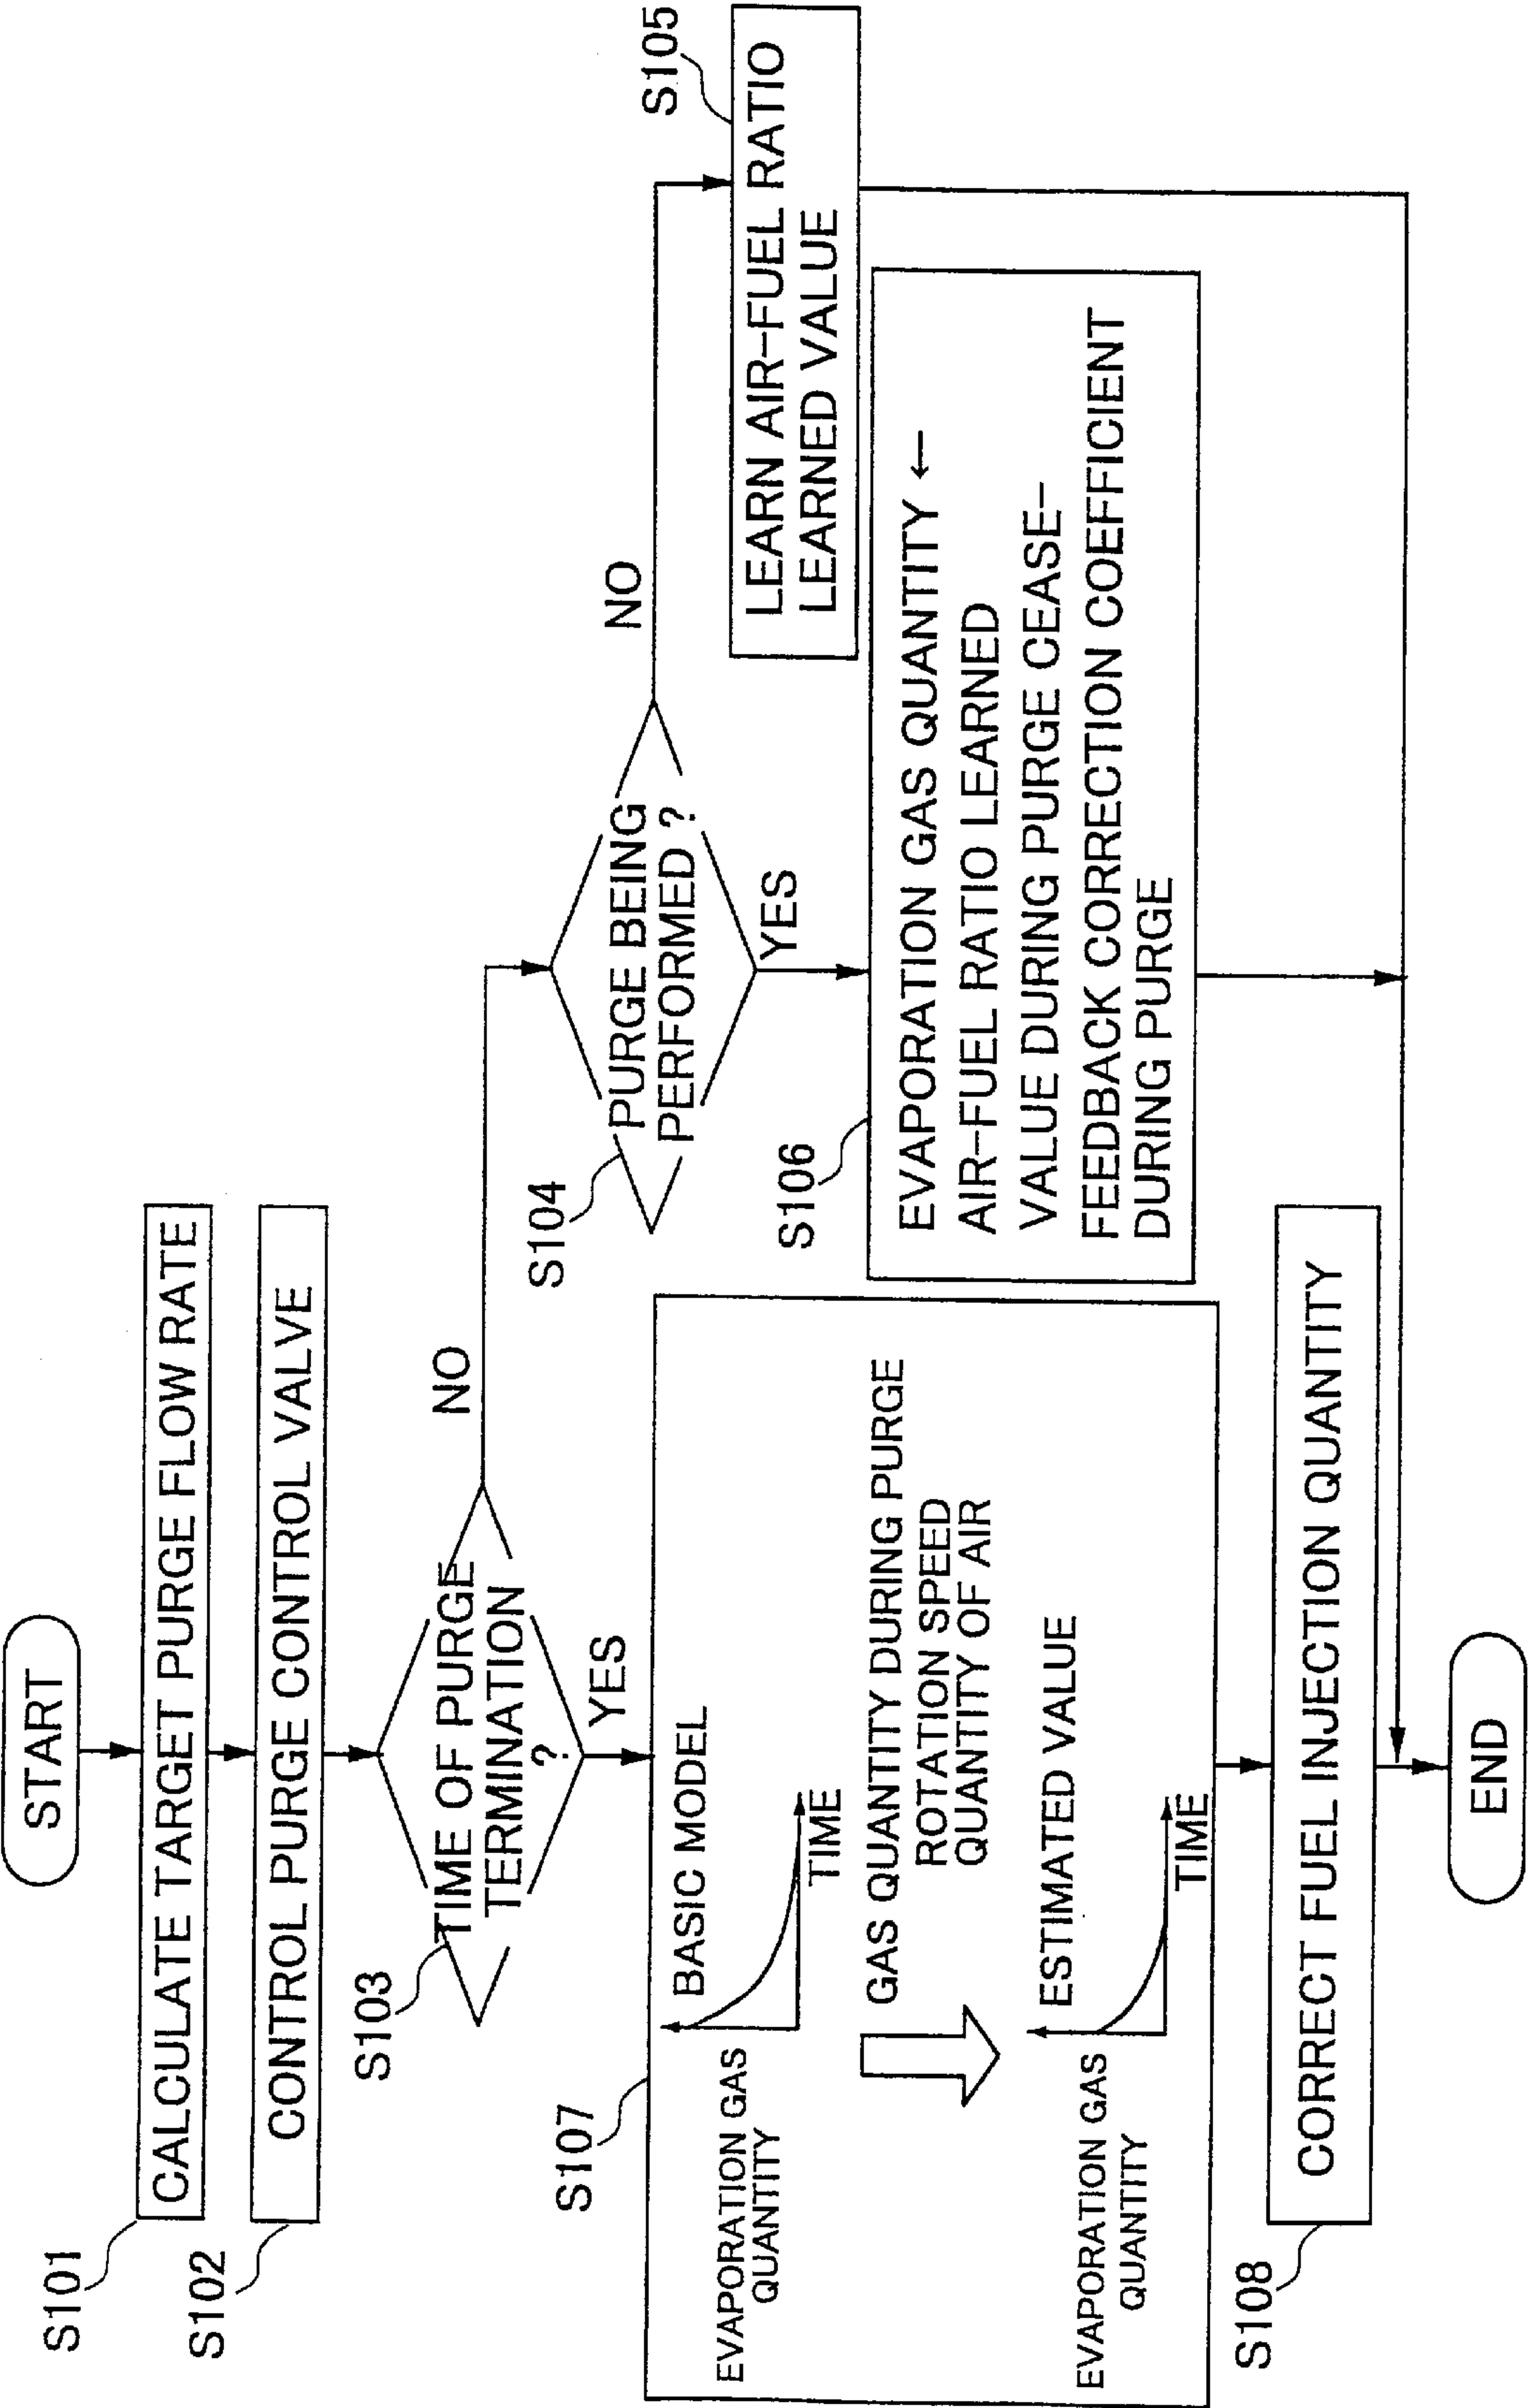 START
S101
CALCULATE TARGET PURGE FLOW RATE
S102
CONTROL PURGE CONTROL VALVE
S103
TIME OF PURGE
TERMINATION
?
NO
YES
S104
PURGE BEING
PERFORMED ?
NO
YES
S105
LEARN AIR-FUEL RATIO
LEARNED VALUE
S106
EVAPORATION GAS QUANTITY ←
AIR-FUEL RATIO LEARNED
VALUE DURING PURGE CEASE-
FEEDBACK CORRECTION COEFFICIENT
DURING PURGE
S107
BASIC MODEL
EVAPORATION GAS
QUANTITY
TIME
GAS QUANTITY DURING PURGE
ROTATION SPEED
QUANTITY OF AIR
ESTIMATED VALUE
EVAPORATION GAS
QUANTITY
TIME
S108
CORRECT FUEL INJECTION QUANTITY
END